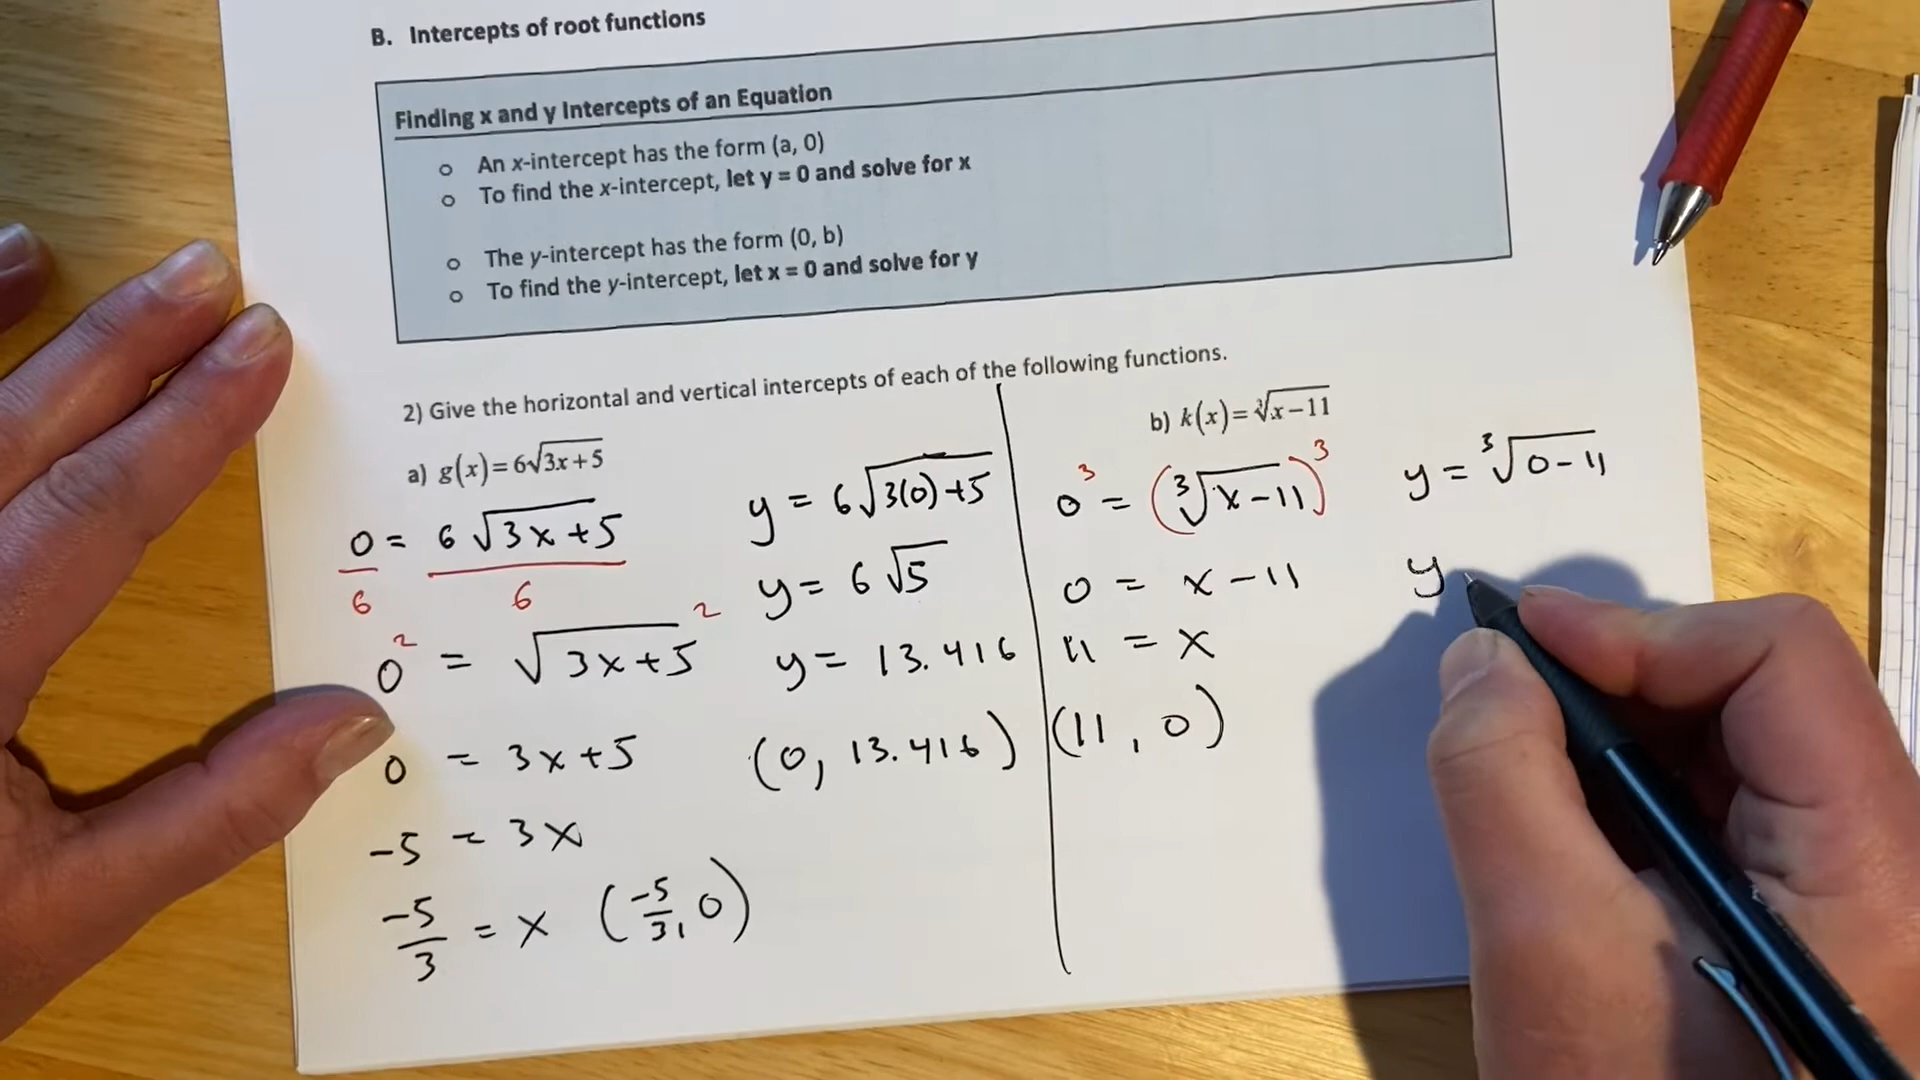 B. Intercepts of root functions
Finding x and y Intercepts of an Equation
o An x-intercept has the form (a, 0)
o To find the x-intercept, let y = 0 and solve for x
o The y-intercept has the form (0, b)
o To find the y-intercept, let x = 0 and solve for y
2) Give the horizontal and vertical intercepts of each of the following functions.
a) g(x)=6√3x+5
0 = 6√3x+5
6 6
0² = √3x+5²
0 = 3x+5
-5 = 3x
-5/3 = x (-5/3, 0)
y = 6√3(0)+5
y = 6√5
y = 13.416
(0, 13.416)
b) k(x)=∛x-11
0³ = (∛x-11)³
0 = x-11
11 = x
(11, 0)
y = ∛0-11
y